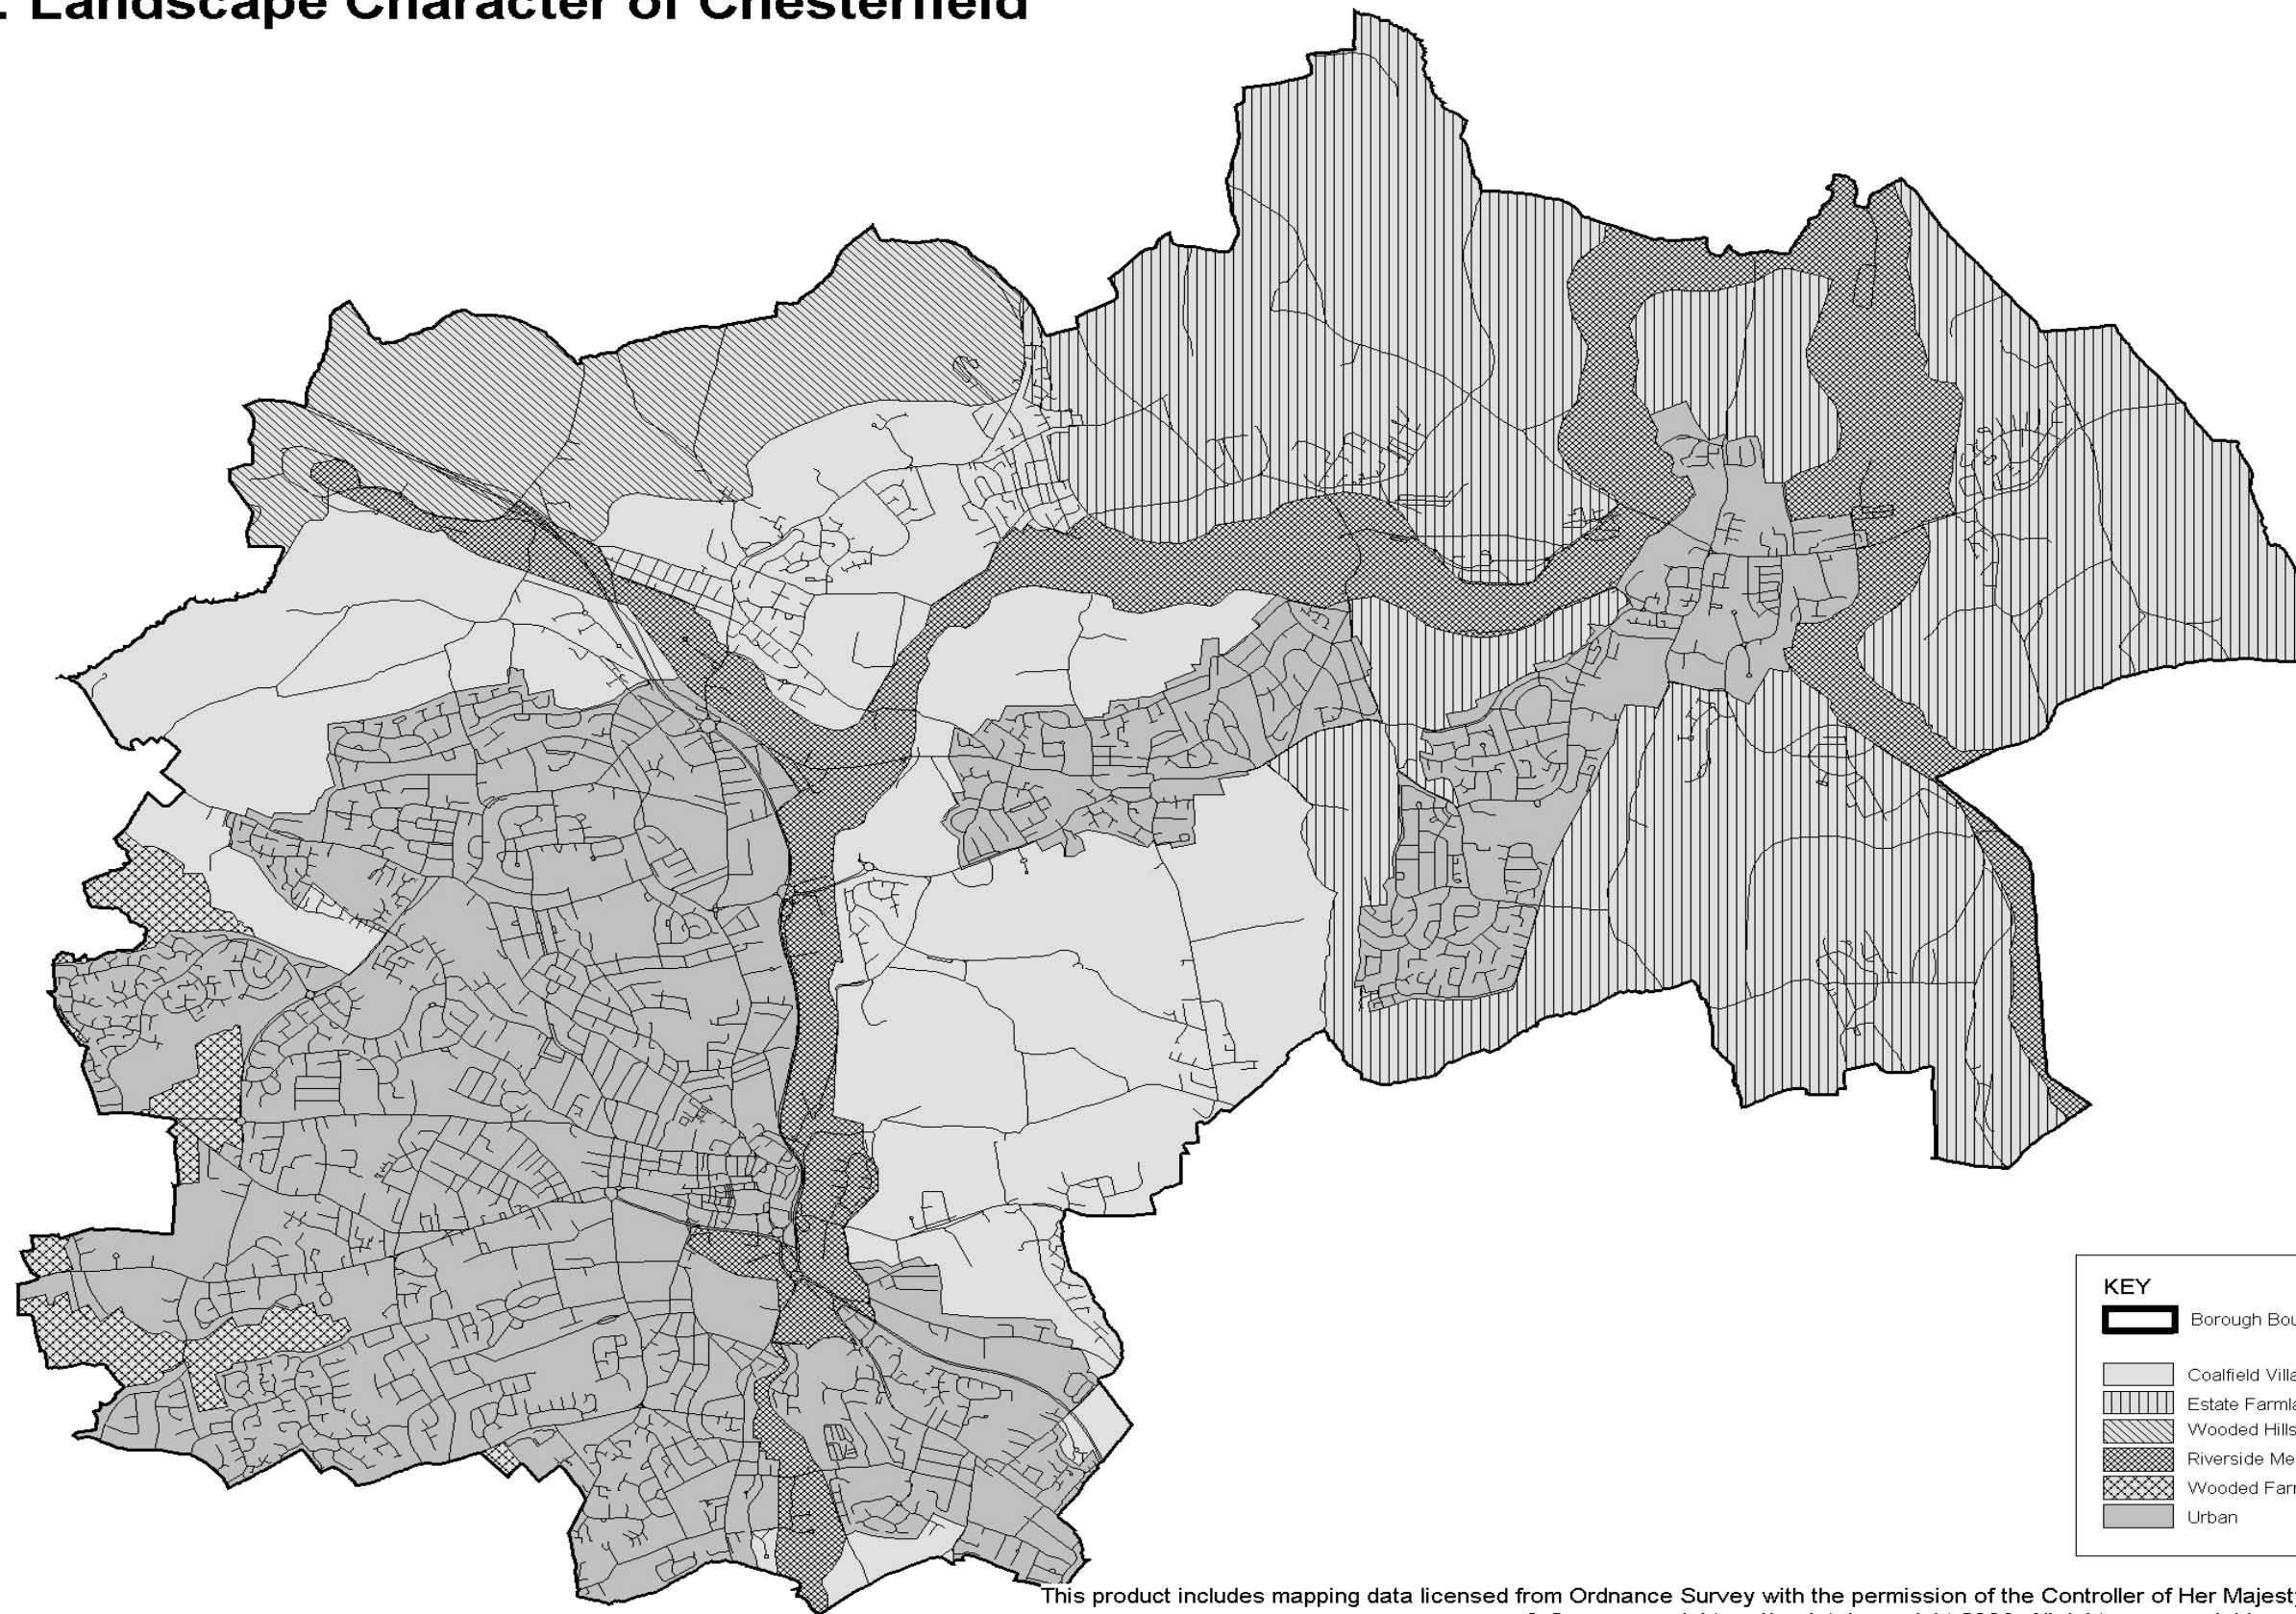 . Landscape Character of Chesterfield
KEY
Borough Bou
Coalfield Villa
Estate Farmla
Wooded Hills
Riverside Me
Wooded Farm
Urban
This product includes mapping data licensed from Ordnance Survey with the permission of the Controller of Her Majest